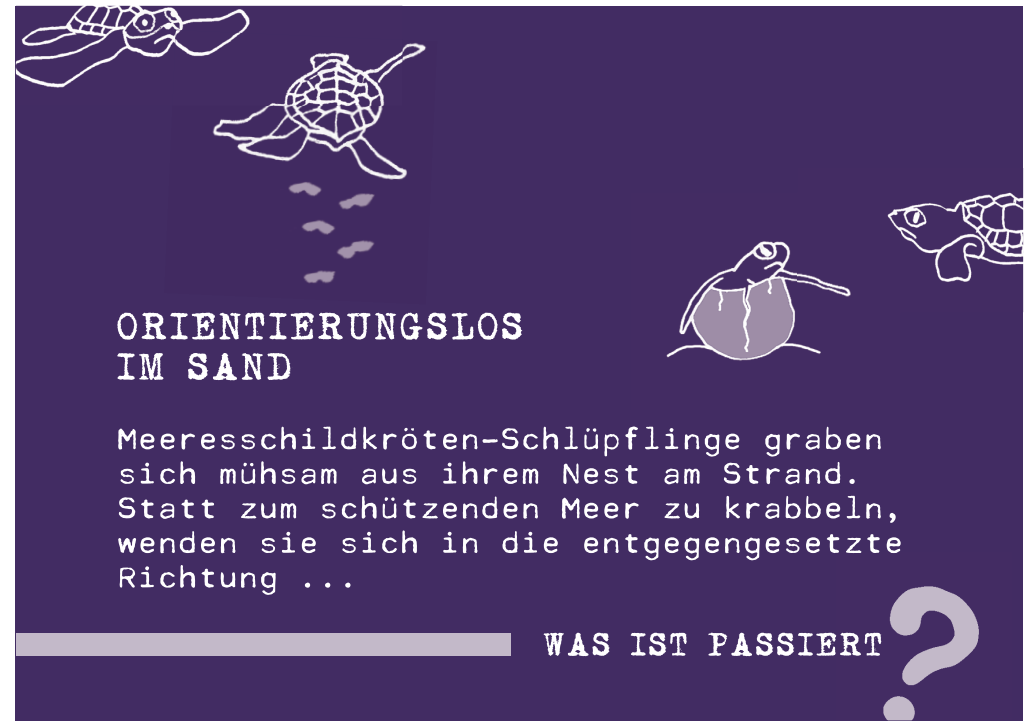 ORIENTIERUNGSLOS
IM SAND
Meeresschildkröten-Schlüpflinge graben
sich mühsam aus ihrem Nest am Strand.
Statt zum schützenden Meer zu krabbeln,
wenden sie sich in die entgegengesetzte
Richtung ...
WAS IST PASSIERT?